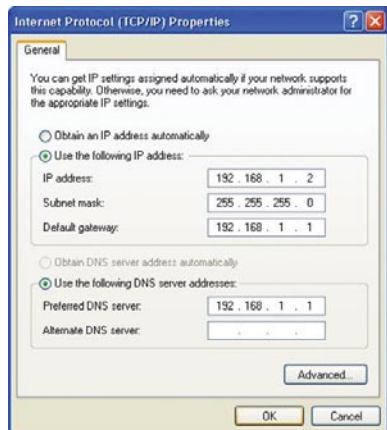 Internet Protocol (TCP/IP) Properties
General
You can get IP settings assigned automatically if your network supports
this capability. Otherwise, you need to ask your network administrator for
the appropriate IP settings.
Obtain an IP address automatically
Use the following IP address:
IP address: 192 . 168 . 1 . 2
Subnet mask: 255 . 255 . 255 . 0
Default gateway: 192 . 168 . 1 . 1
Obtain DNS server address automatically
Use the following DNS server addresses:
Preferred DNS server: 192 . 168 . 1 . 1
Alternate DNS server: . . .
Advanced...
OK Cancel